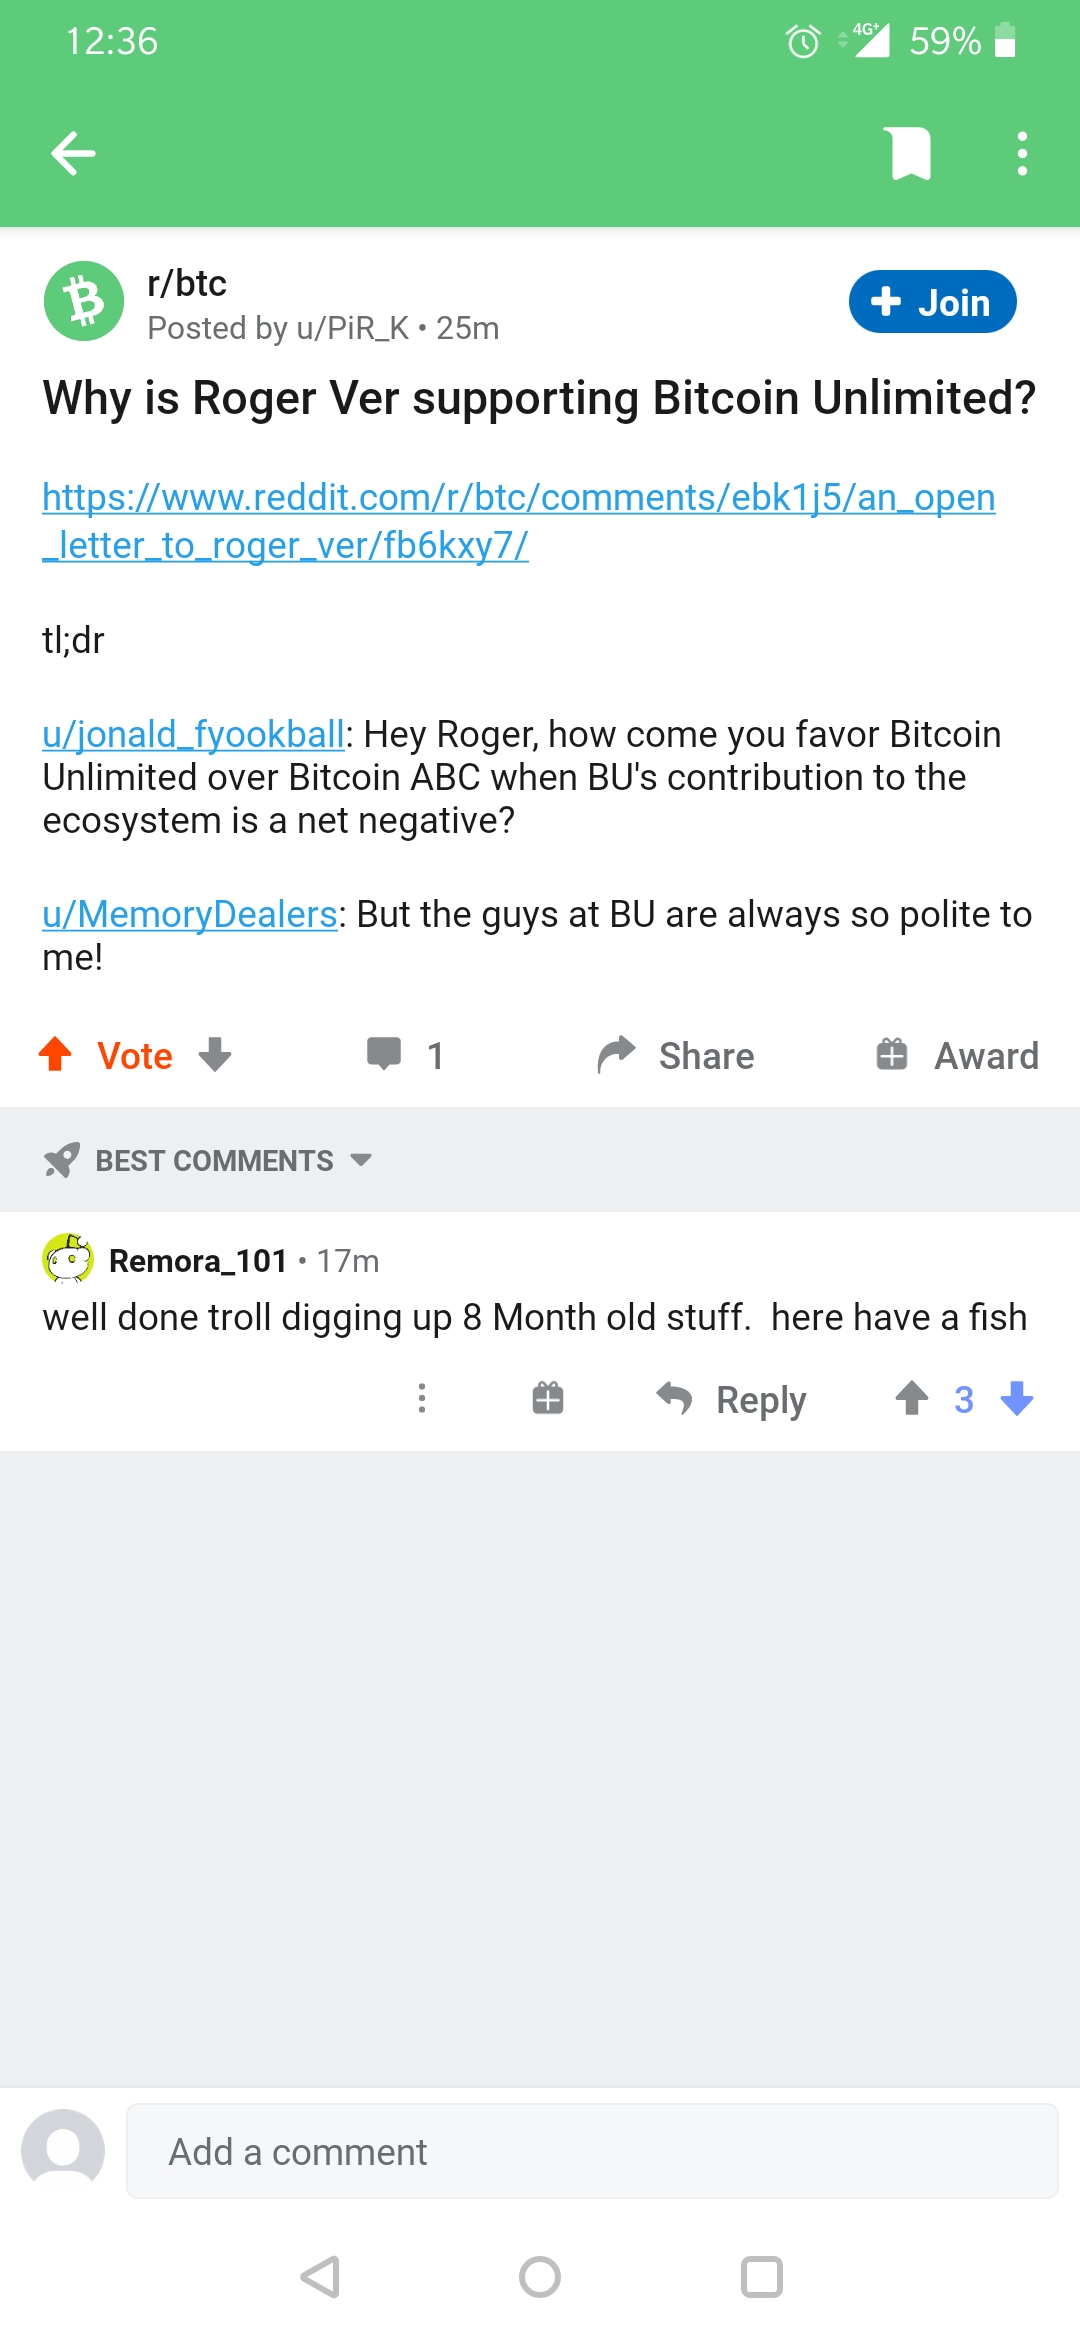 12:36
4G+ 59%
r/btc
Posted by u/PiR_K • 25m
+ Join
Why is Roger Ver supporting Bitcoin Unlimited?
https://www.reddit.com/r/btc/comments/ebk1j5/an_open
_letter_to_roger_ver/fb6kxy7/
tl;dr
u/jonald_fyookball: Hey Roger, how come you favor Bitcoin
Unlimited over Bitcoin ABC when BU's contribution to the
ecosystem is a net negative?
u/MemoryDealers: But the guys at BU are always so polite to
me!
Vote 1 Share Award
BEST COMMENTS
Remora_101 • 17m
well done troll digging up 8 Month old stuff.  here have a fish
Reply 3
Add a comment